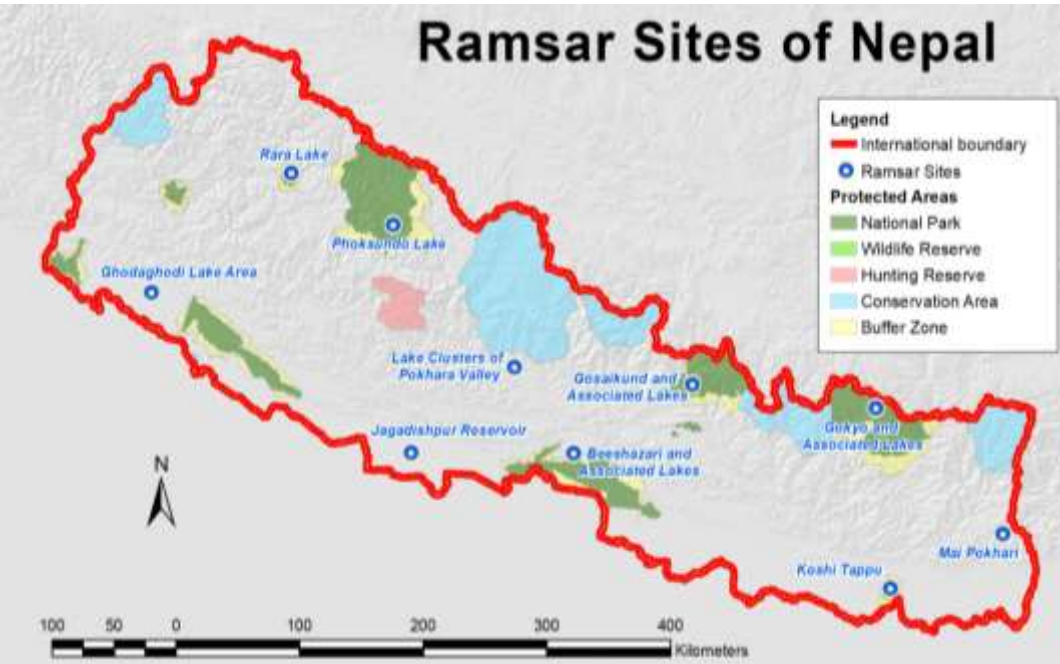 Ramsar Sites of Nepal
Legend
International boundary
Ramsar Sites
Protected Areas
National Park
Wildlife Reserve
Hunting Reserve
Conservation Area
Buffer Zone
Rara Lake
Phoksundo Lake
Ghodaghodi Lake Area
Lake Clusters of
Pokhara Valley
Gosaikund and
Associated Lakes
Gokyo and
Associated Lakes
Jagadishpur Reservoir
Beeshazari and
Associated Lakes
Mai Pokhari
Koshi Tappu
N
100 50 0 100 200 300 400
Kilometers